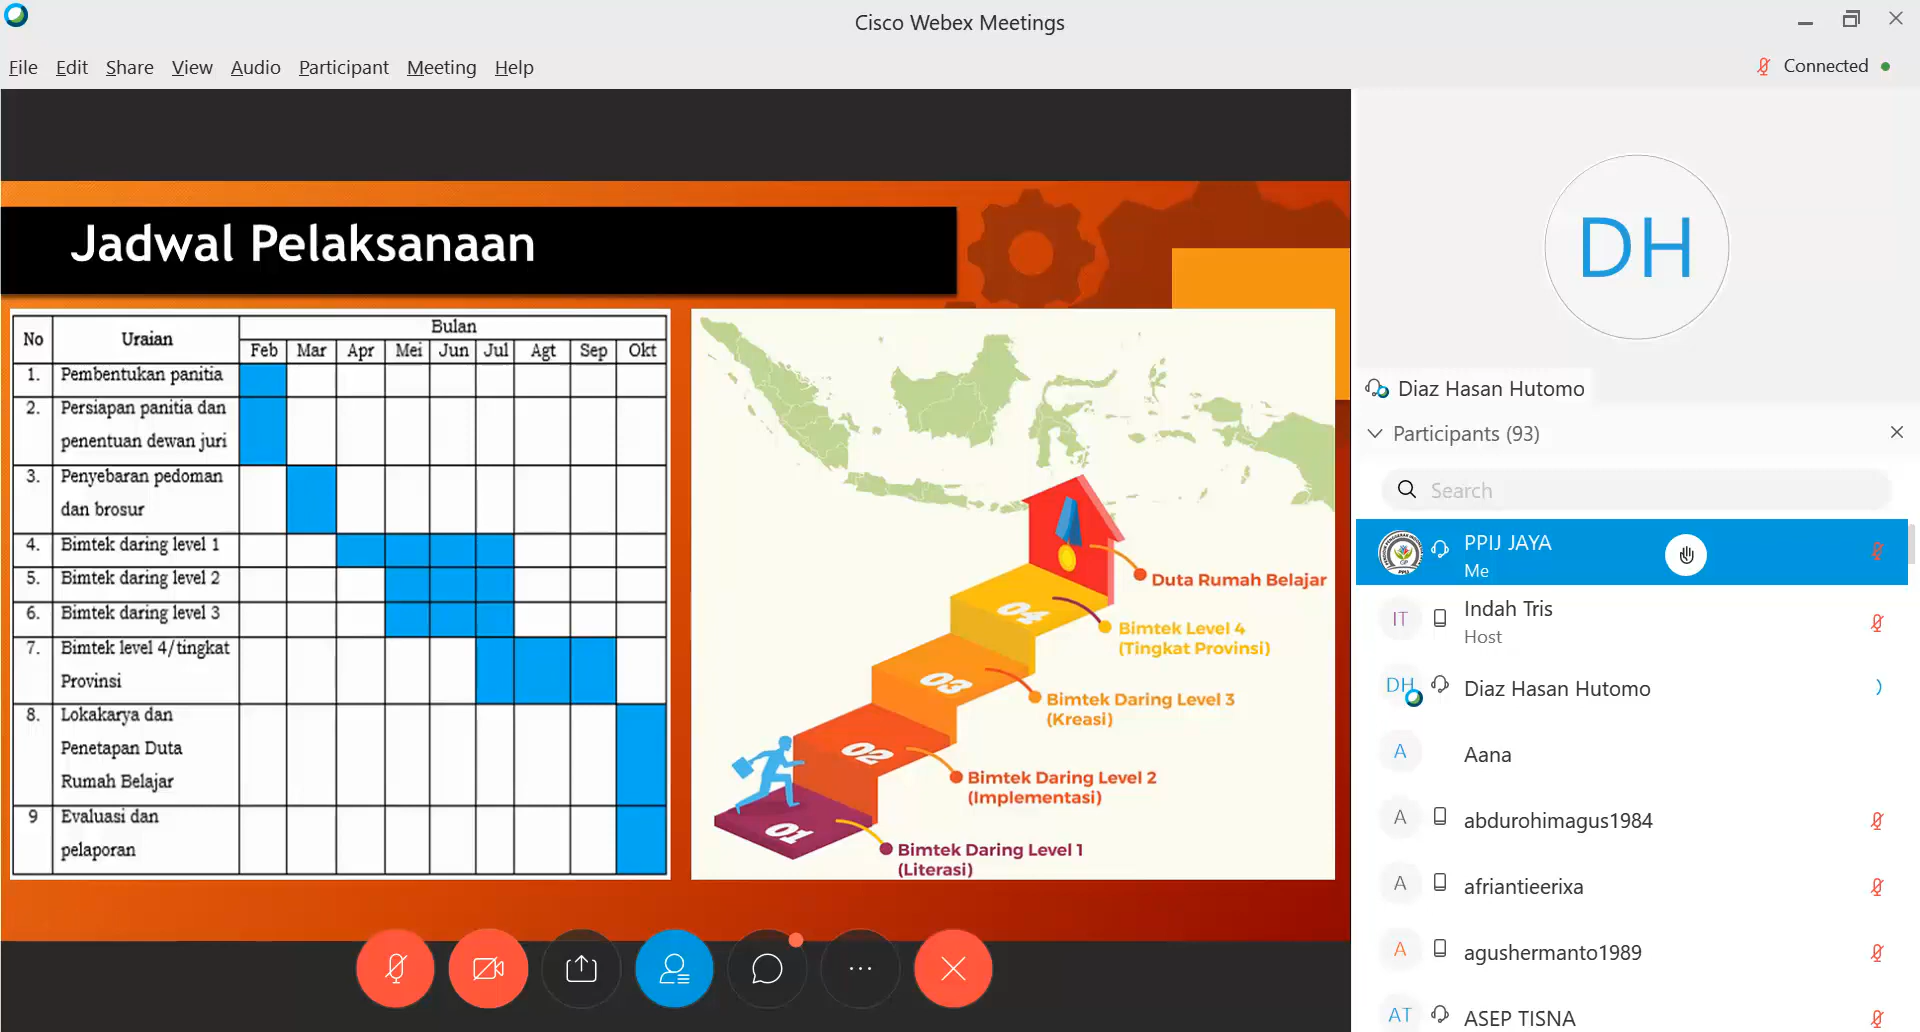 Cisco Webex Meetings
File Edit Share View Audio Participant Meeting Help
Connected
Jadwal Pelaksanaan
No Uraian Bulan
Feb Mar Apr Mei Jun Jul Agt Sep Okt
1. Pembentukan panitia
2. Persiapan panitia dan
penentuan dewan juri
3. Penyebaran pedoman
dan brosur
4. Bimtek daring level 1
5. Bimtek daring level 2
6. Bimtek daring level 3
7. Bimtek level 4/tingkat
Provinsi
8. Lokakarya dan
Penetapan Duta
Rumah Belajar
9 Evaluasi dan
pelaporan
Duta Rumah Belajar
04
Bimtek Level 4
(Tingkat Provinsi)
03
Bimtek Daring Level 3
(Kreasi)
02
Bimtek Daring Level 2
(Implementasi)
01
Bimtek Daring Level 1
(Literasi)
DH
Diaz Hasan Hutomo
Participants (93)
Search
PPIJ JAYA
Me
IT Indah Tris
Host
DH Diaz Hasan Hutomo
A Aana
A abdurohimagus1984
A afriantieerixa
A agushermanto1989
AT ASEP TISNA